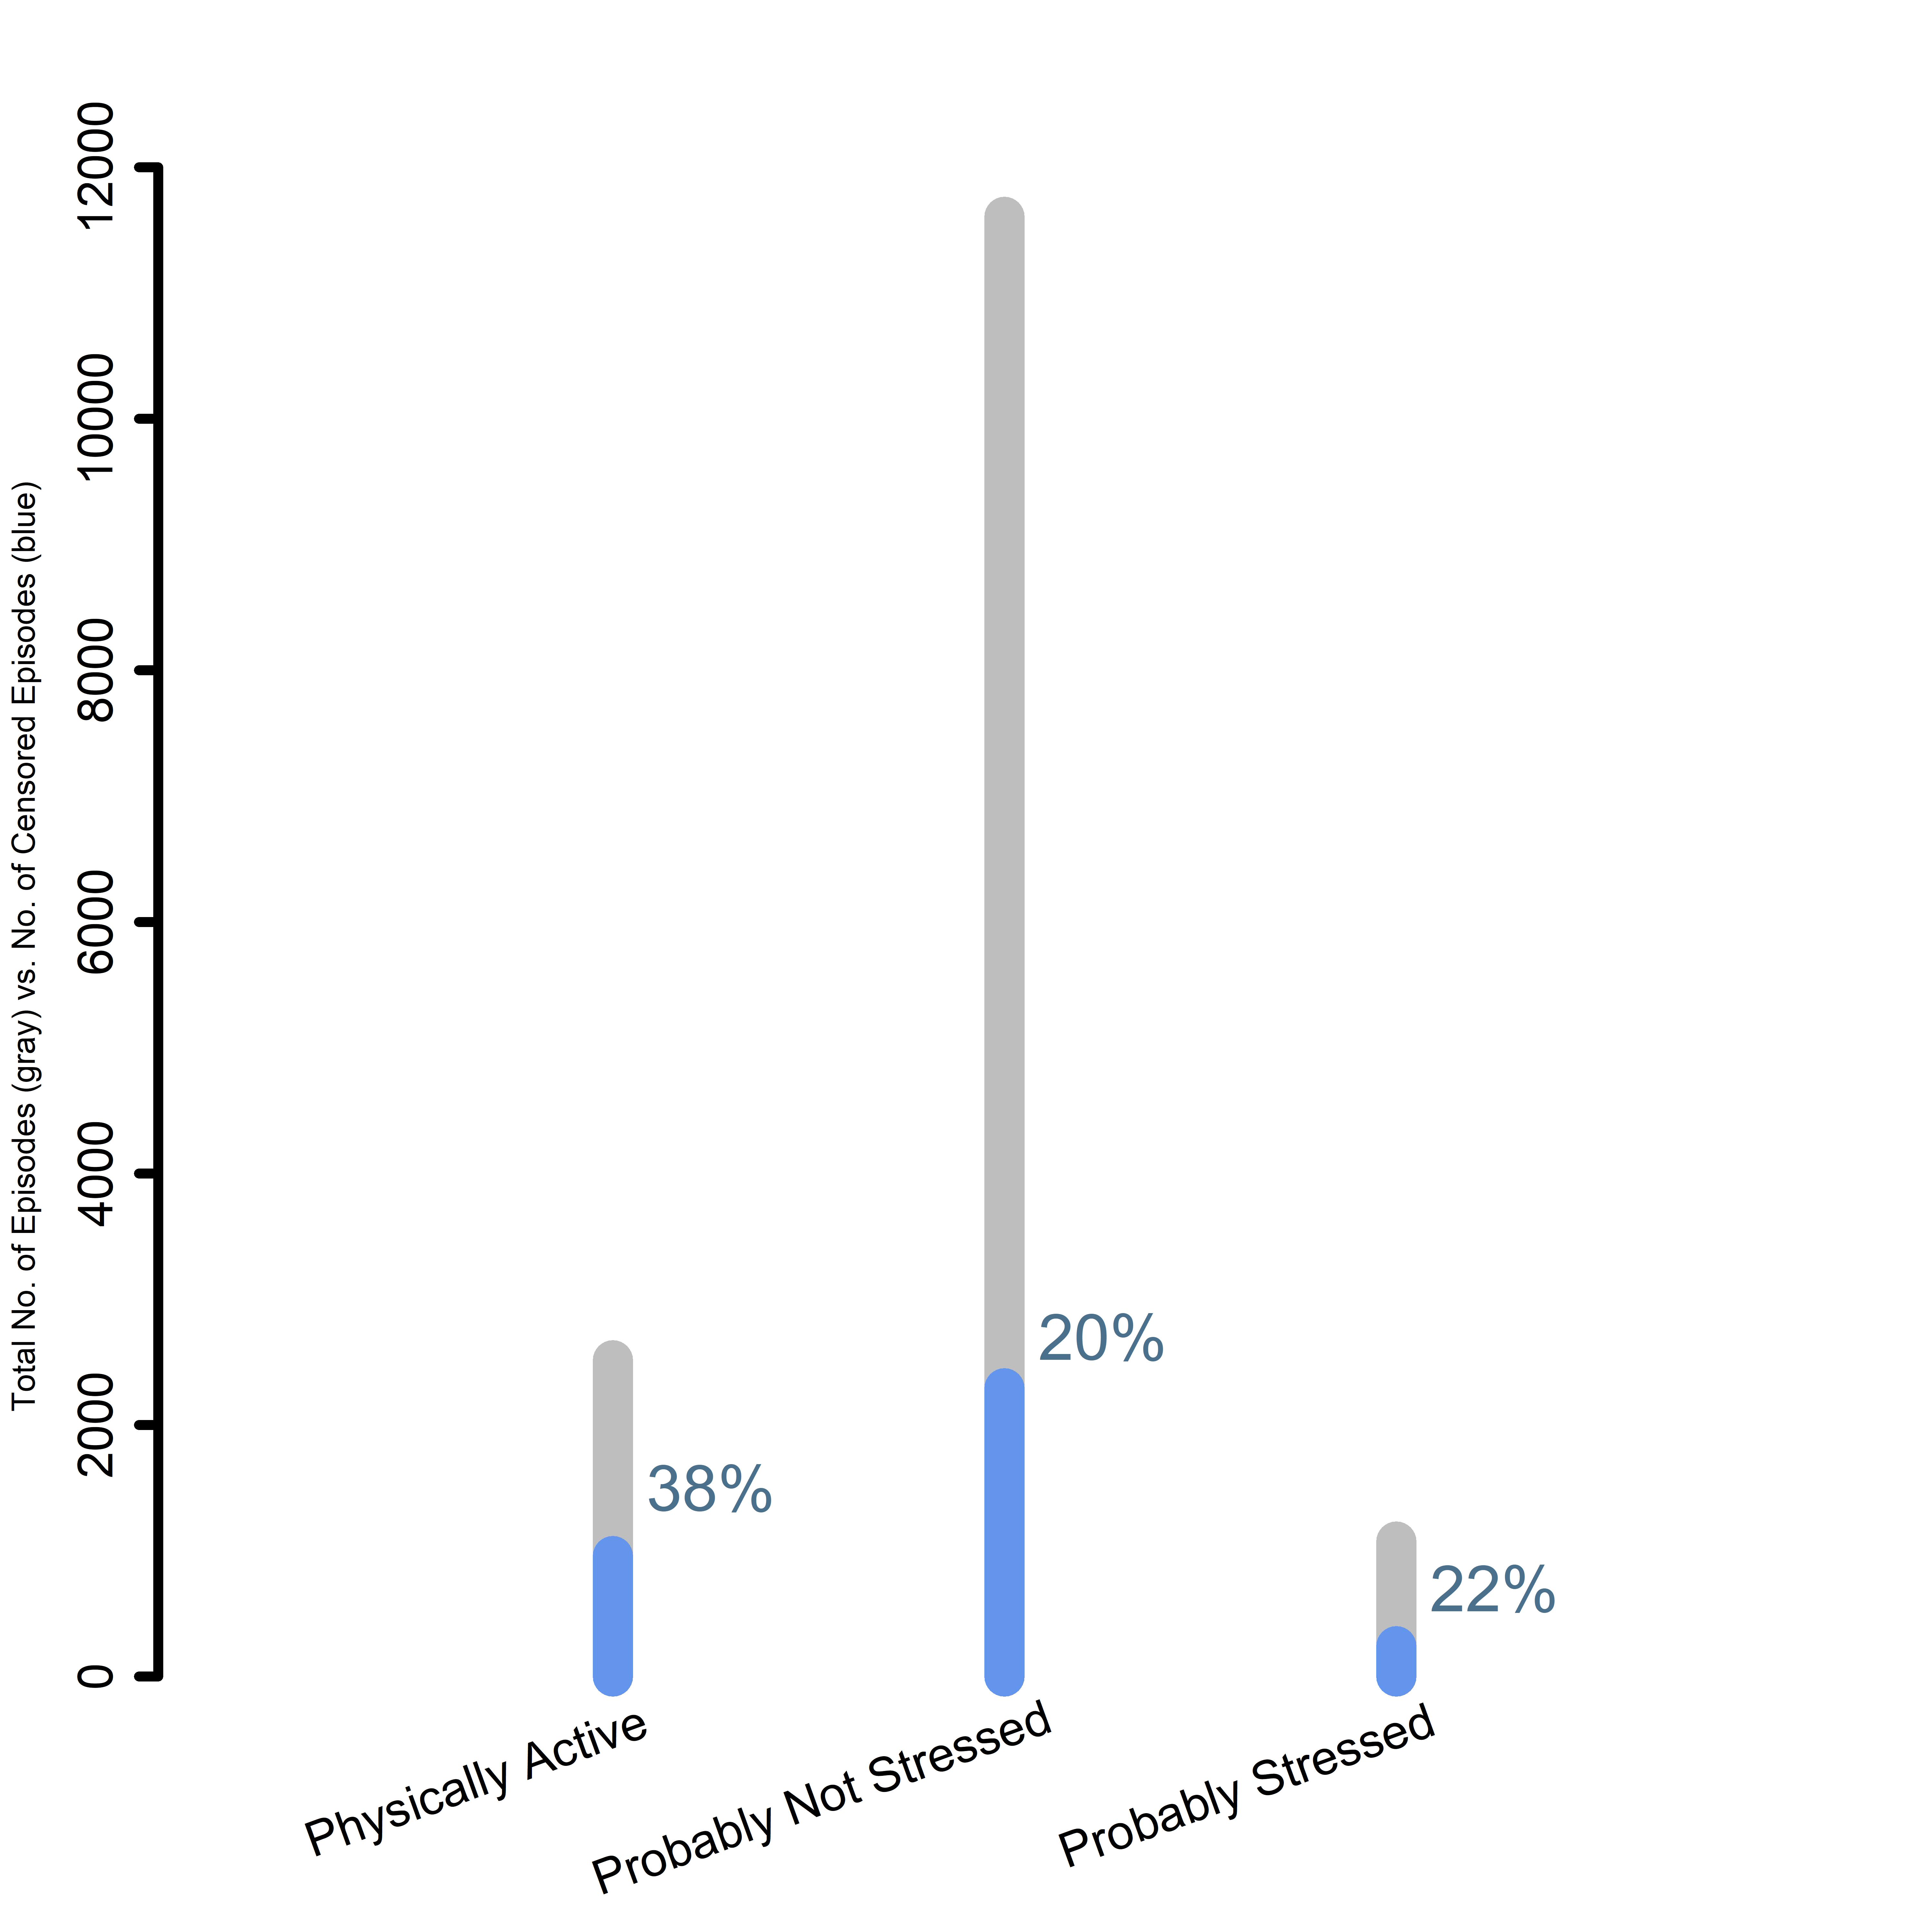 Total No. of Episodes (gray) vs. No. of Censored Episodes (blue)
12000
10000
8000
6000
4000
2000
0
38%
20%
22%
Physically Active
Probably Not Stressed
Probably Stressed